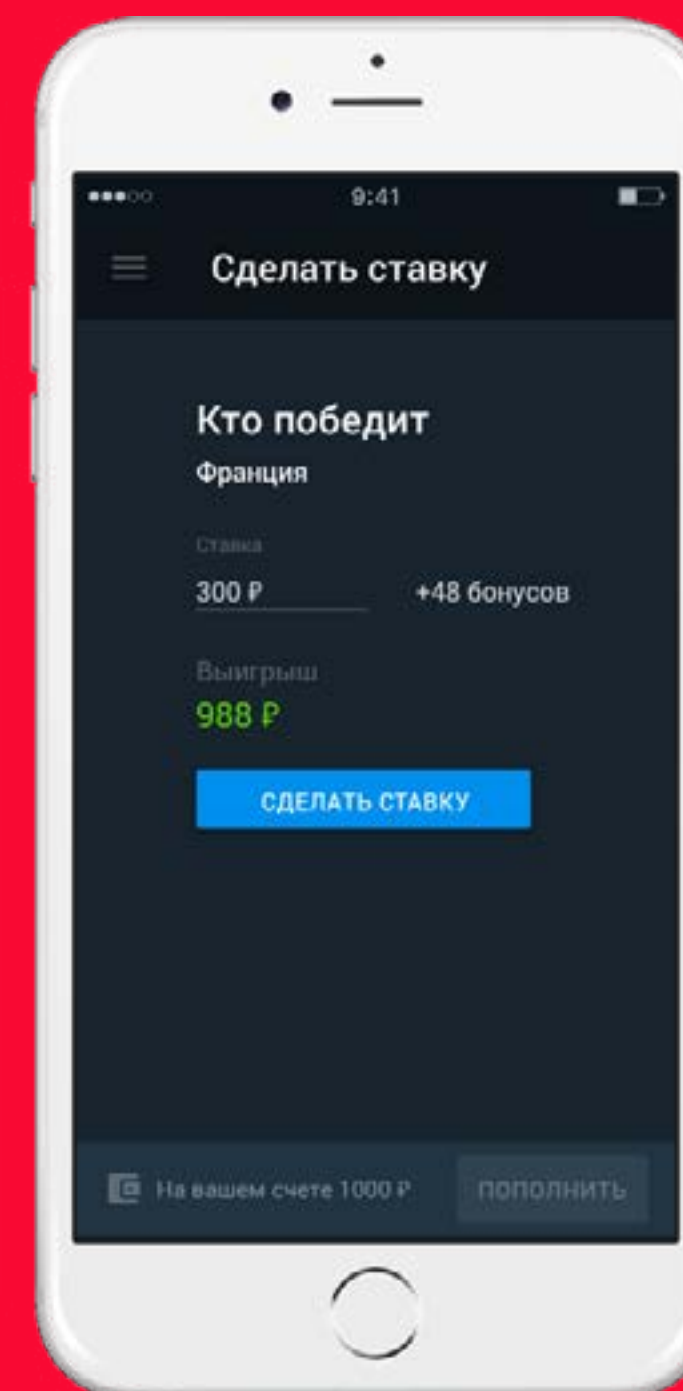 9:41
Сделать ставку
Кто победит
Франция
Ставка
300 ₽ +48 бонусов
Выигрыш
988 ₽
СДЕЛАТЬ СТАВКУ
На вашем счете 1000 ₽ ПОПОЛНИТЬ